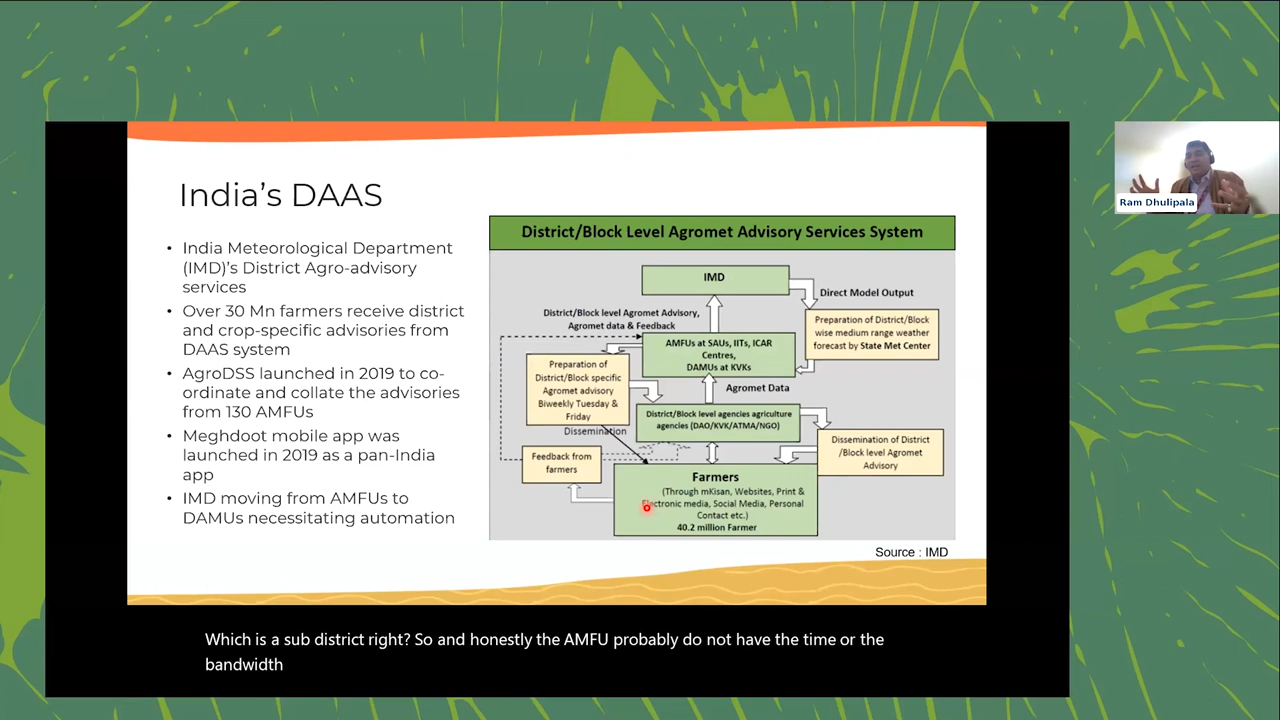 India's DAAS
• India Meteorological Department
(IMD)'s District Agro-advisory
services
• Over 30 Mn farmers receive district
and crop-specific advisories from
DAAS system
• AgroDSS launched in 2019 to co-
ordinate and collate the advisories
from 130 AMFUs
• Meghdoot mobile app was
launched in 2019 as a pan-India
app
• IMD moving from AMFUs to
DAMUs necessitating automation
District/Block Level Agromet Advisory Services System
IMD
Direct Model Output
District/Block level Agromet Advisory,
Agromet data & Feedback
Preparation of District/Block
wise medium range weather
forecast by State Met Center
AMFUs at SAUs, IITs, ICAR
Centres,
DAMUs at KVKs
Preparation of
District/Block specific
Agromet advisory
Biweekly Tuesday &
Friday
Agromet Data
District/Block level agencies agriculture
agencies (DAO/KVK/ATMA/NGO)
Dissemination
Dissemination of District
/Block level Agromet
Advisory
Feedback from
farmers
Farmers
(Through mKisan, Websites, Print &
Electronic media, Social Media, Personal
Contact etc.)
40.2 million Farmer
Source : IMD
Ram Dhulipala
Which is a sub district right? So and honestly the AMFU probably do not have the time or the
bandwidth